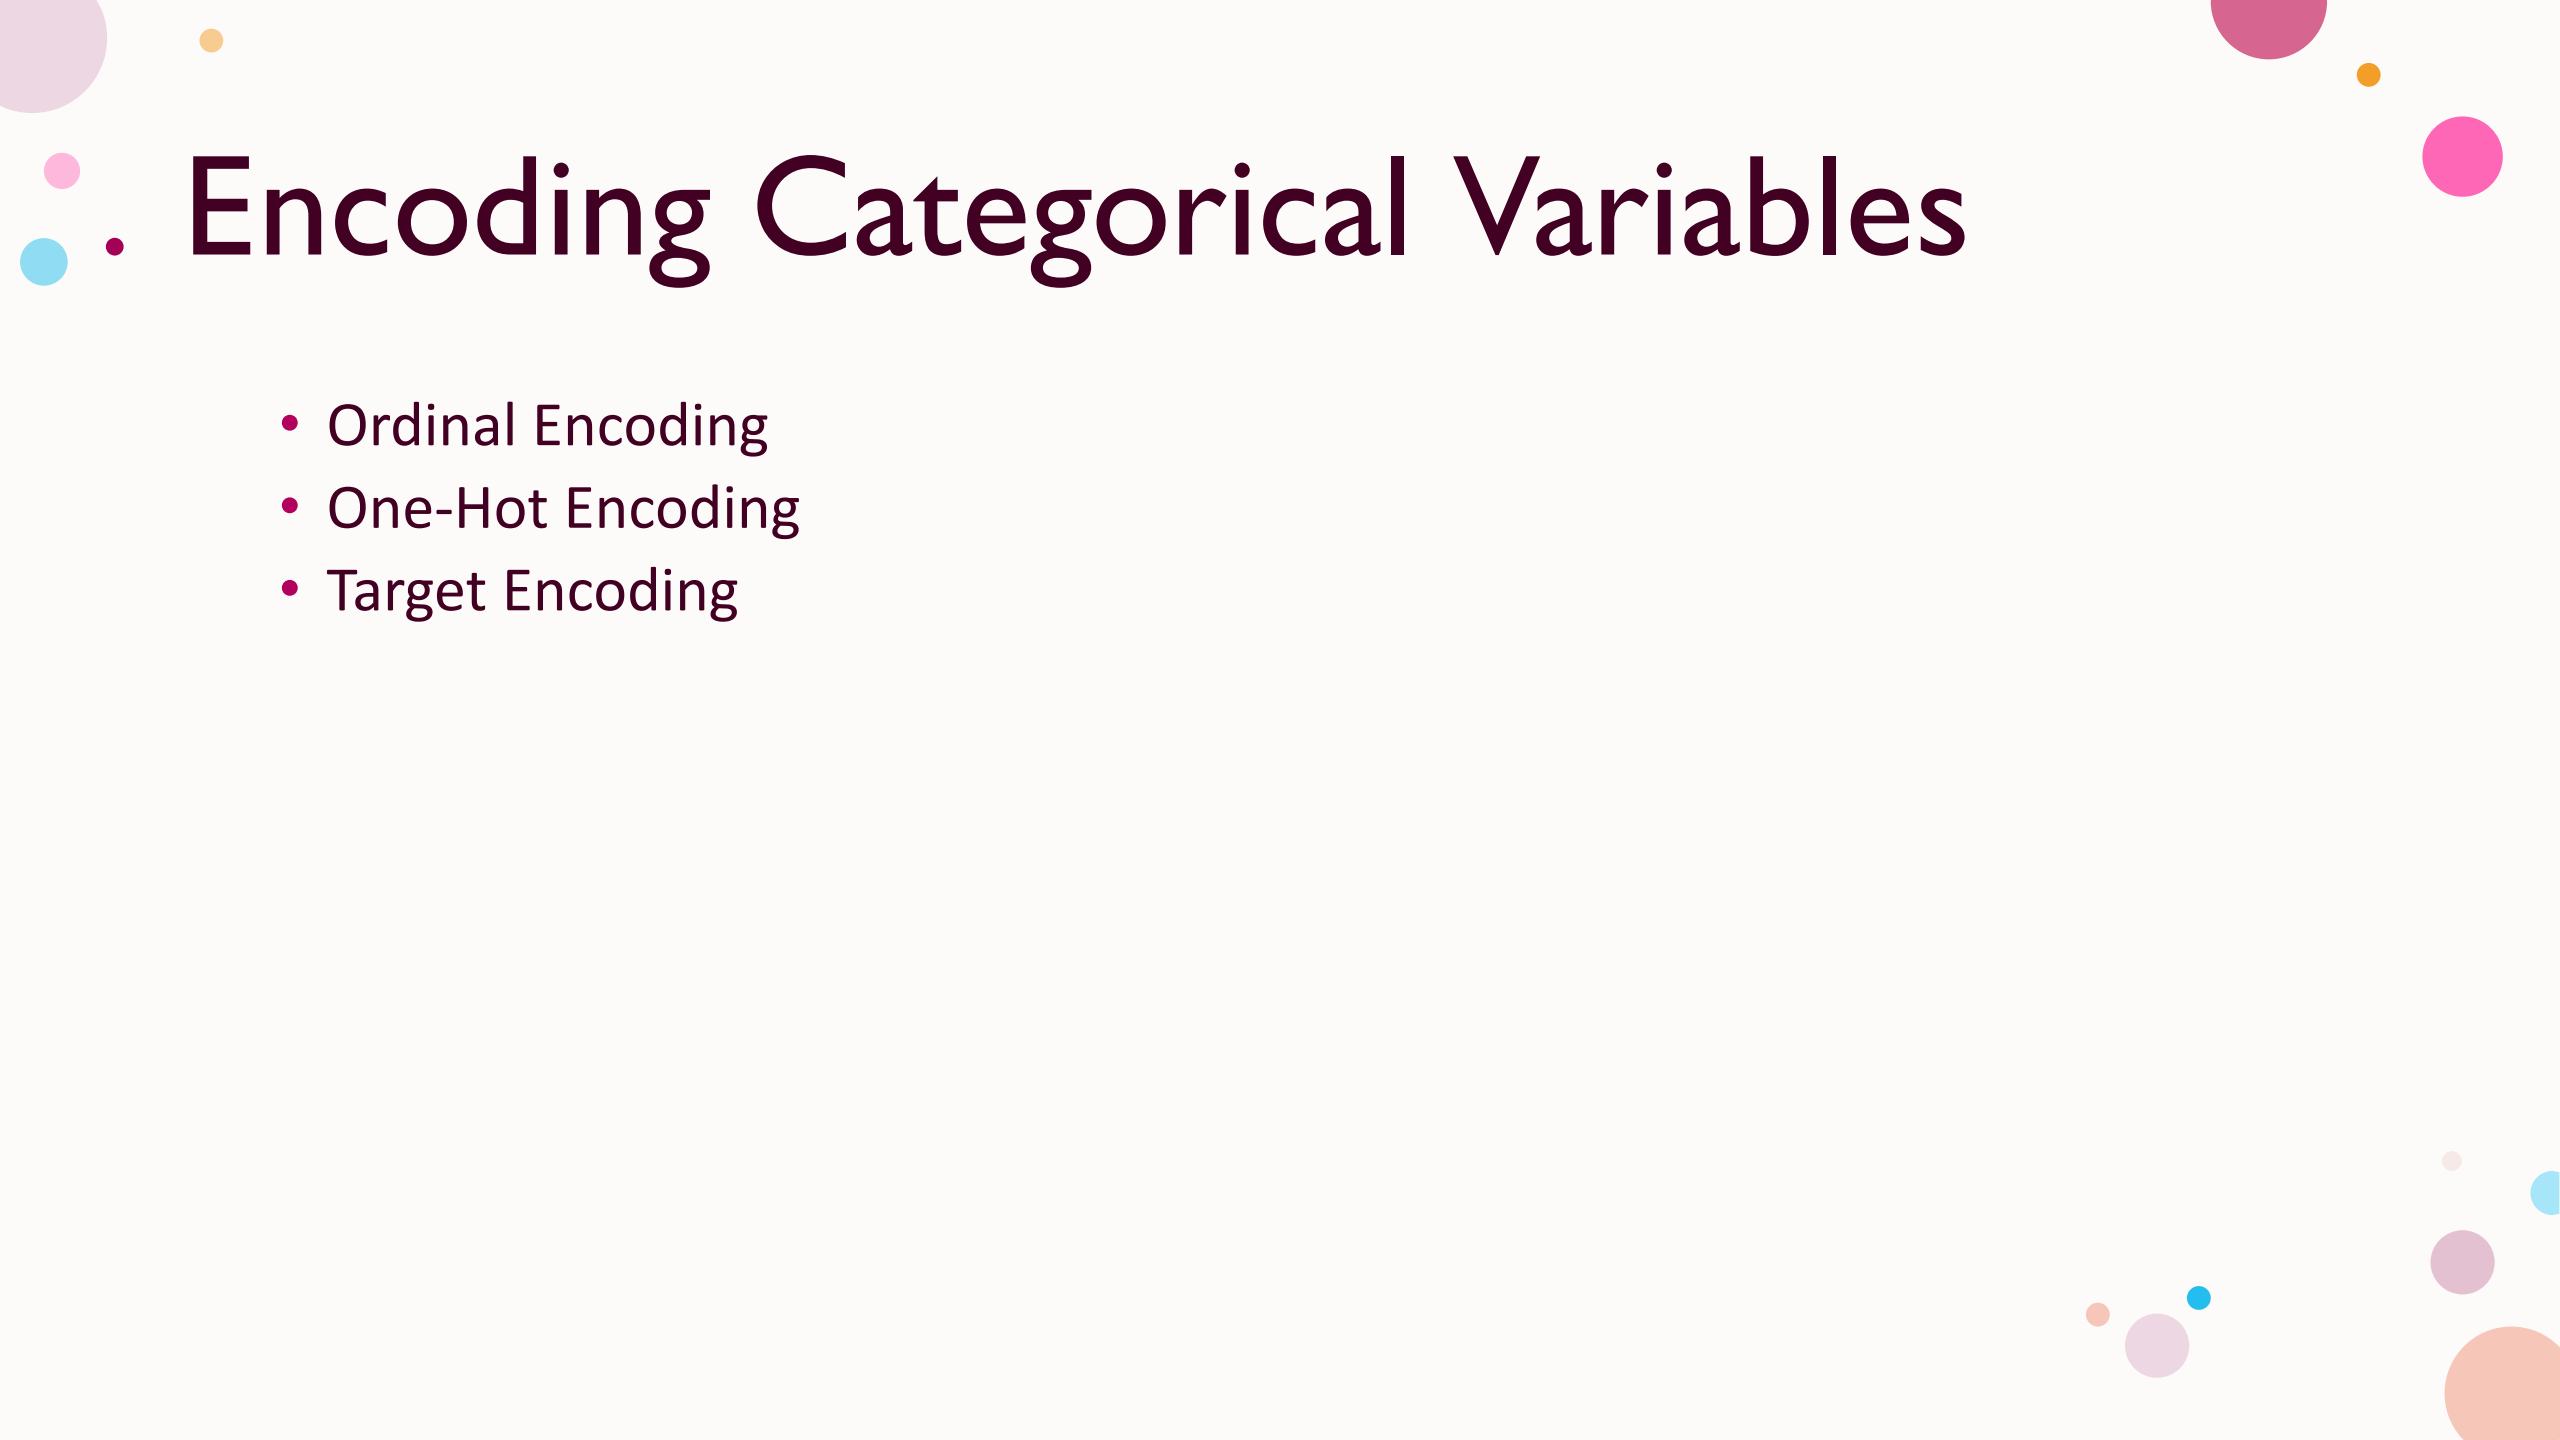 Encoding Categorical Variables
• Ordinal Encoding
• One-Hot Encoding
• Target Encoding